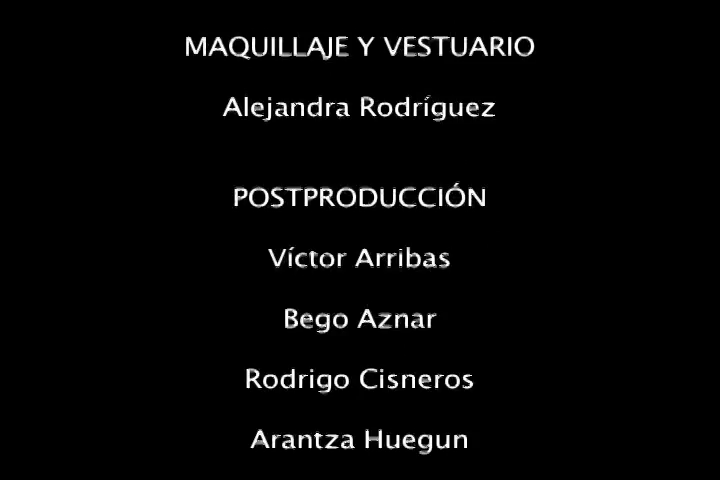 MAQUILLAJE Y VESTUARIO
Alejandra Rodríguez
POSTPRODUCCIÓN
Víctor Arribas
Bego Aznar
Rodrigo Cisneros
Arantza Huegun